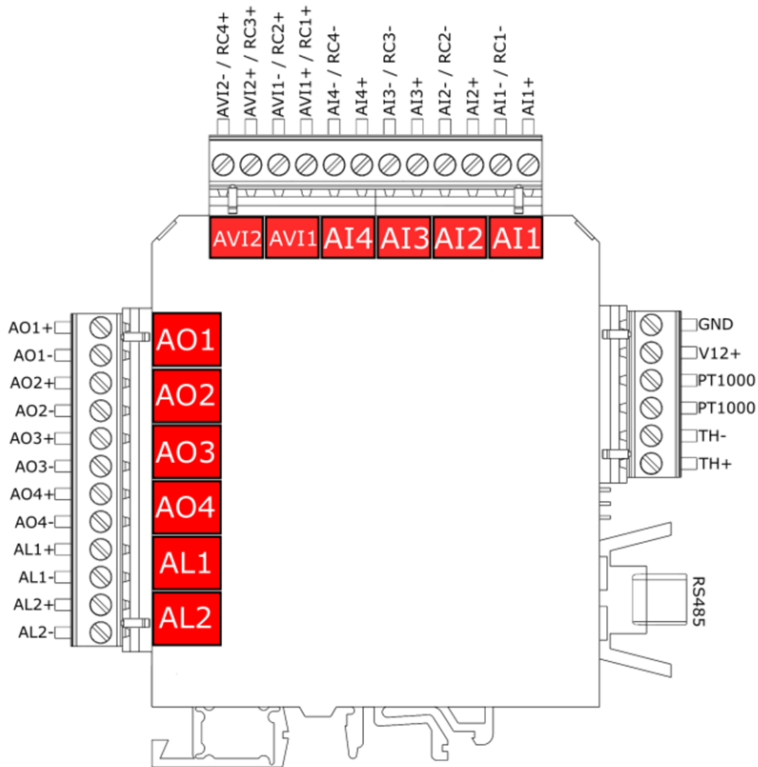 AVI2- / RC4+
AVI2+ / RC3+
AVI1- / RC2+
AVI1+ / RC1+
AI4- / RC4-
AI4+
AI3- / RC3-
AI3+
AI2- / RC2-
AI2+
AI1- / RC1-
AI1+
AVI2
AVI1
AI4
AI3
AI2
AI1
AO1+
AO1-
AO2+
AO2-
AO3+
AO3-
AO4+
AO4-
AL1+
AL1-
AL2+
AL2-
AO1
AO2
AO3
AO4
AL1
AL2
GND
V12+
PT1000
PT1000
TH-
TH+
RS485